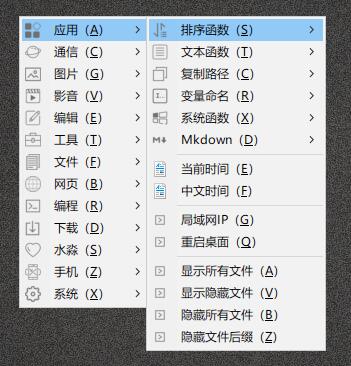 应用（A）
通信（C）
图片（G）
影音（V）
编辑（E）
工具（T）
文件（F）
网页（B）
编程（R）
下载（D）
水淼（S）
手机（Z）
系统（X）
排序函数（S）
文本函数（T）
复制路径（C）
变量命名（R）
系统函数（X）
Mkdown（D）
当前时间（E）
中文时间（F）
局域网IP（G）
重启桌面（Q）
显示所有文件（A）
显示隐藏文件（V）
隐藏所有文件（B）
隐藏文件后缀（Z）